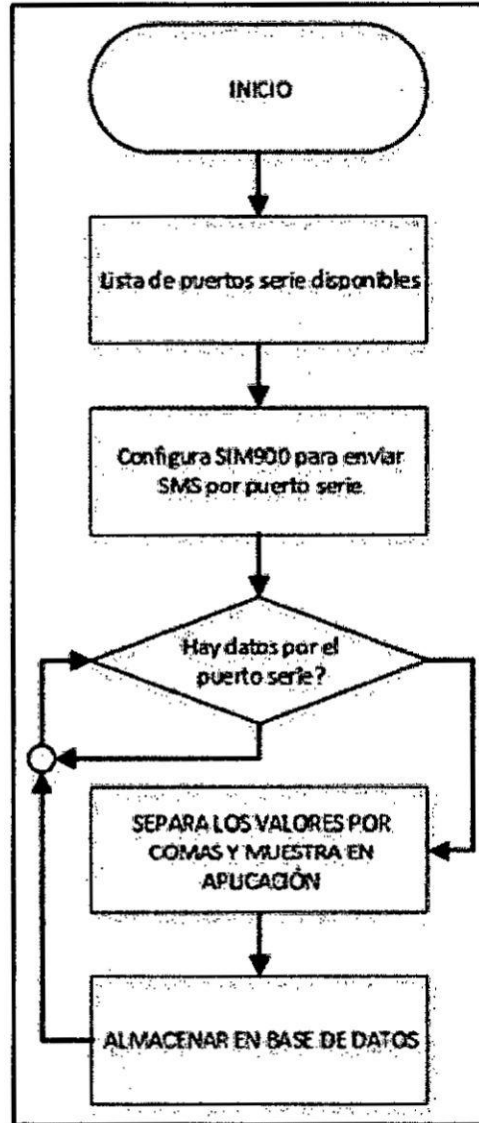 INICIO
Lista de puertos serie disponibles
Configura SIM900 para enviar
SMS por puerto serie
Hay datos por el
puerto serie?
SEPARA LOS VALORES POR
COMAS Y MUESTRA EN
APLICACIÓN
ALMACENAR EN BASE DE DATOS